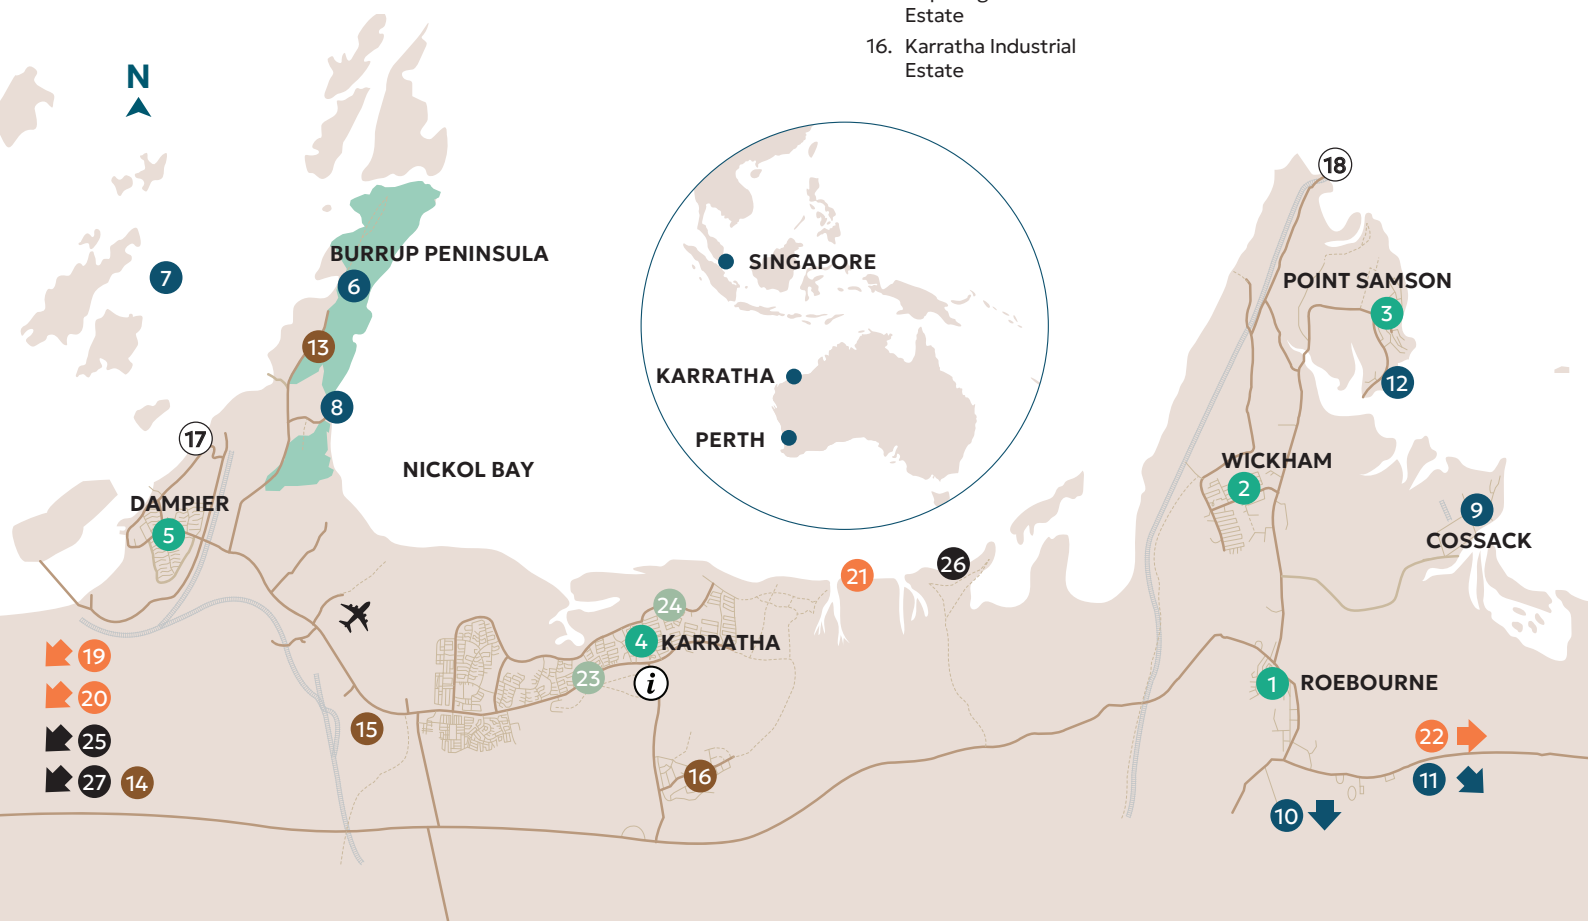 Estate
16. Karratha Industrial
Estate
N
18
BURRUP PENINSULA
7
6
SINGAPORE
POINT SAMSON
3
13
KARRATHA
12
8
17
PERTH
NICKOL BAY
WICKHAM
2
DAMPIER
5
9
COSSACK
21
26
24
4 KARRATHA
19
23
i
1 ROEBOURNE
20
15
22
25
16
11
27 14
10